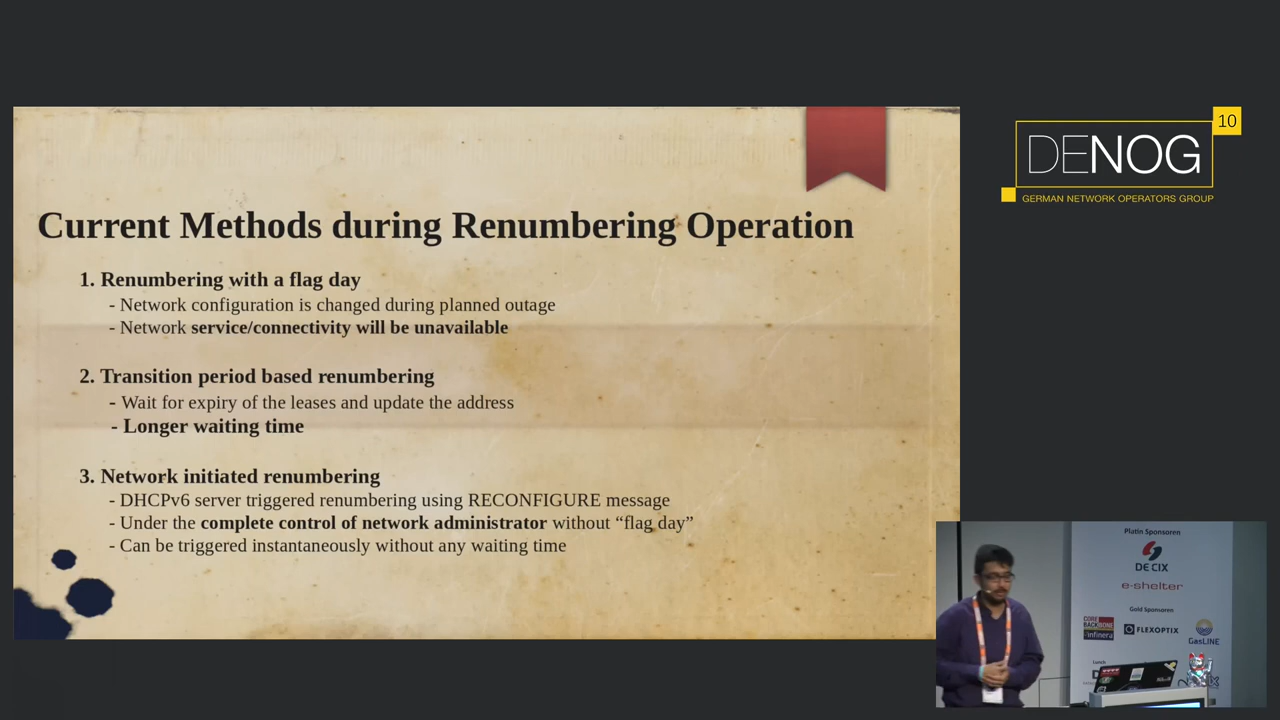 10
DENOG
GERMAN NETWORK OPERATORS GROUP
Current Methods during Renumbering Operation
1. Renumbering with a flag day
- Network configuration is changed during planned outage
- Network service/connectivity will be unavailable
2. Transition period based renumbering
- Wait for expiry of the leases and update the address
- Longer waiting time
3. Network initiated renumbering
- DHCPv6 server triggered renumbering using RECONFIGURE message
- Under the complete control of network administrator without “flag day”
- Can be triggered instantaneously without any waiting time
Platin Sponsoren
DE CIX
e-shelter
Gold Sponsoren
CORE
BACKBONE
infinera
FLEXOPTIX
GasLINE